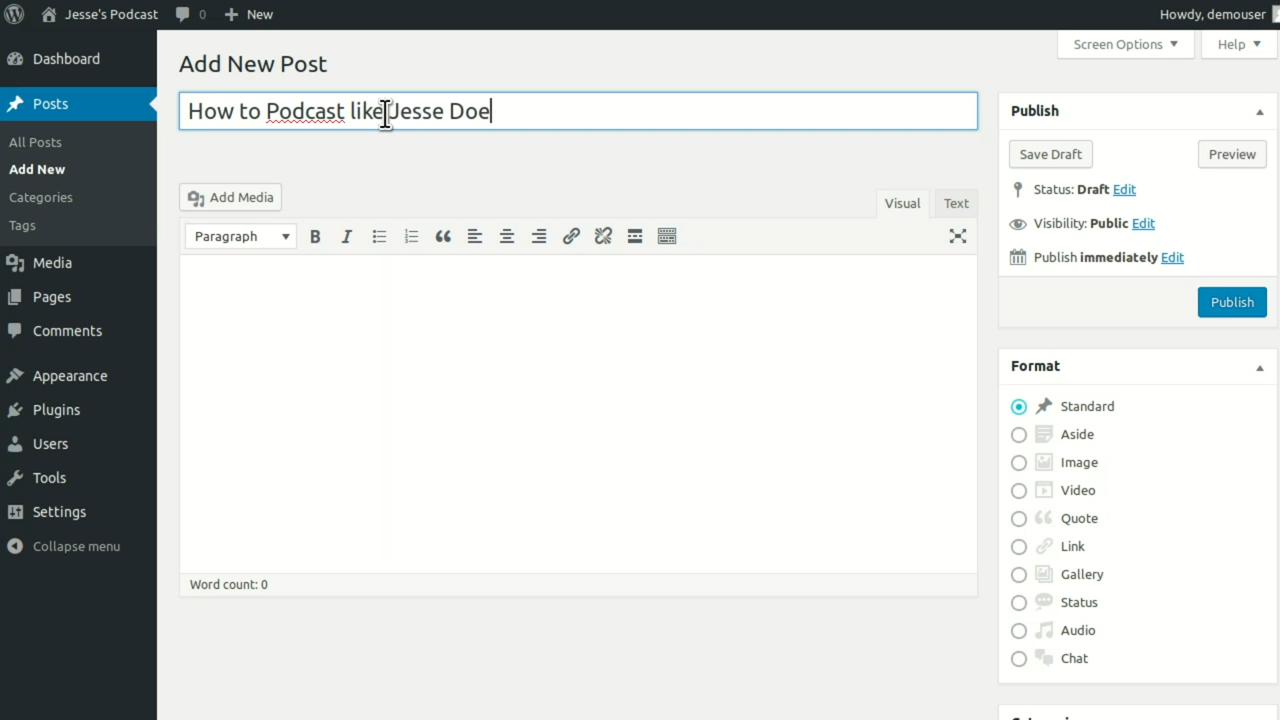 Jesse's Podcast 0 New Howdy, demouser
Screen Options Help
Dashboard
Posts
All Posts
Add New
Categories
Tags
Media
Pages
Comments
Appearance
Plugins
Users
Tools
Settings
Collapse menu
Add New Post
How to Podcast like Jesse Doe
Add Media
Visual Text
Paragraph B I
Word count: 0
Publish
Save Draft Preview
Status: Draft Edit
Visibility: Public Edit
Publish immediately Edit
Publish
Format
Standard
Aside
Image
Video
Quote
Link
Gallery
Status
Audio
Chat